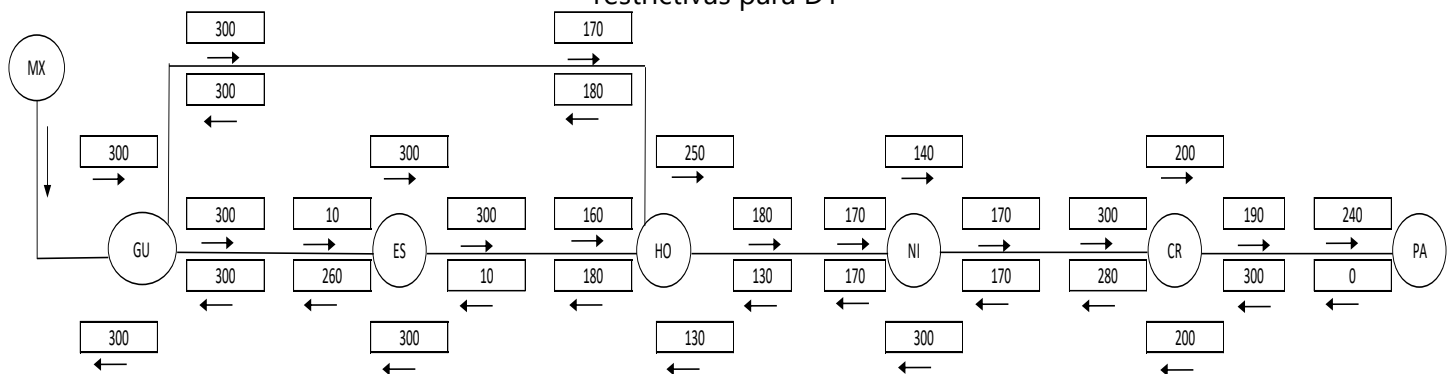 restrictivas para D1
300 170
MX
300 180
300 300 250 140 200
300 10 300 160 180 170 170 300 190 240
GU ES HO NI CR PA
300 260 10 180 130 170 170 280 300 0
300 300 130 300 200